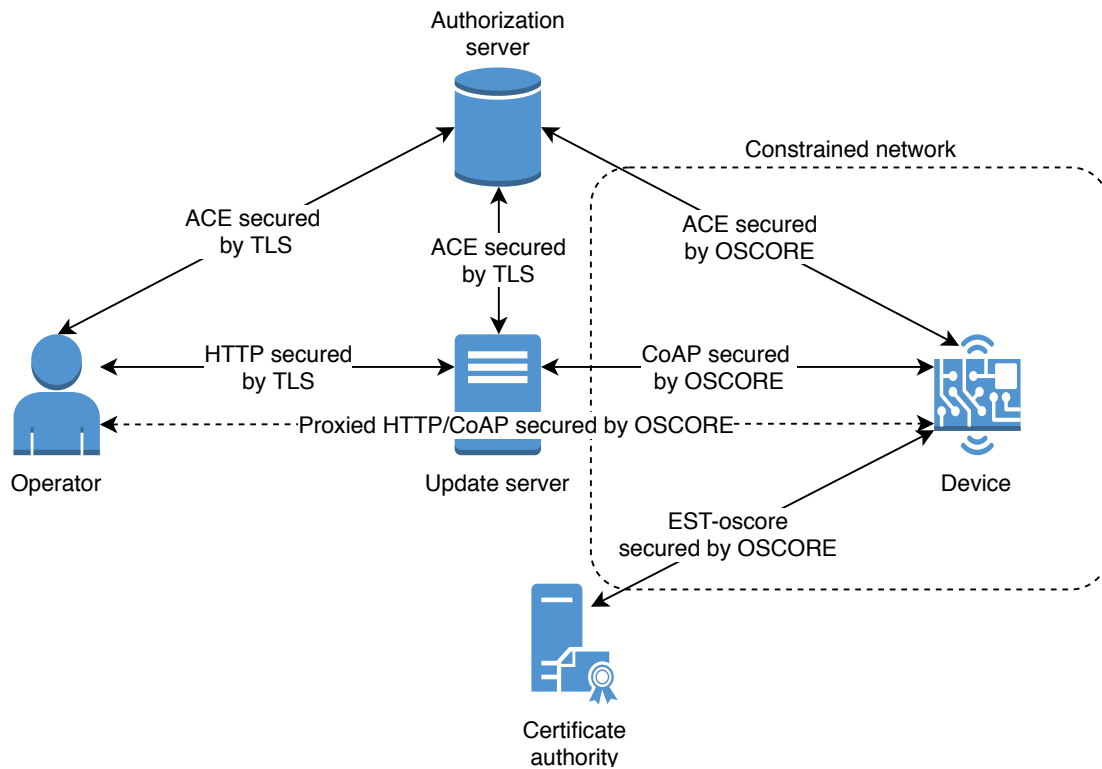 Authorization
server
Constrained network
ACE secured
by TLS
ACE secured
by TLS
ACE secured
by OSCORE
HTTP secured
by TLS
CoAP secured
by OSCORE
Proxied HTTP/CoAP secured by OSCORE
Operator
Update server
Device
EST-oscore
secured by OSCORE
Certificate
authority